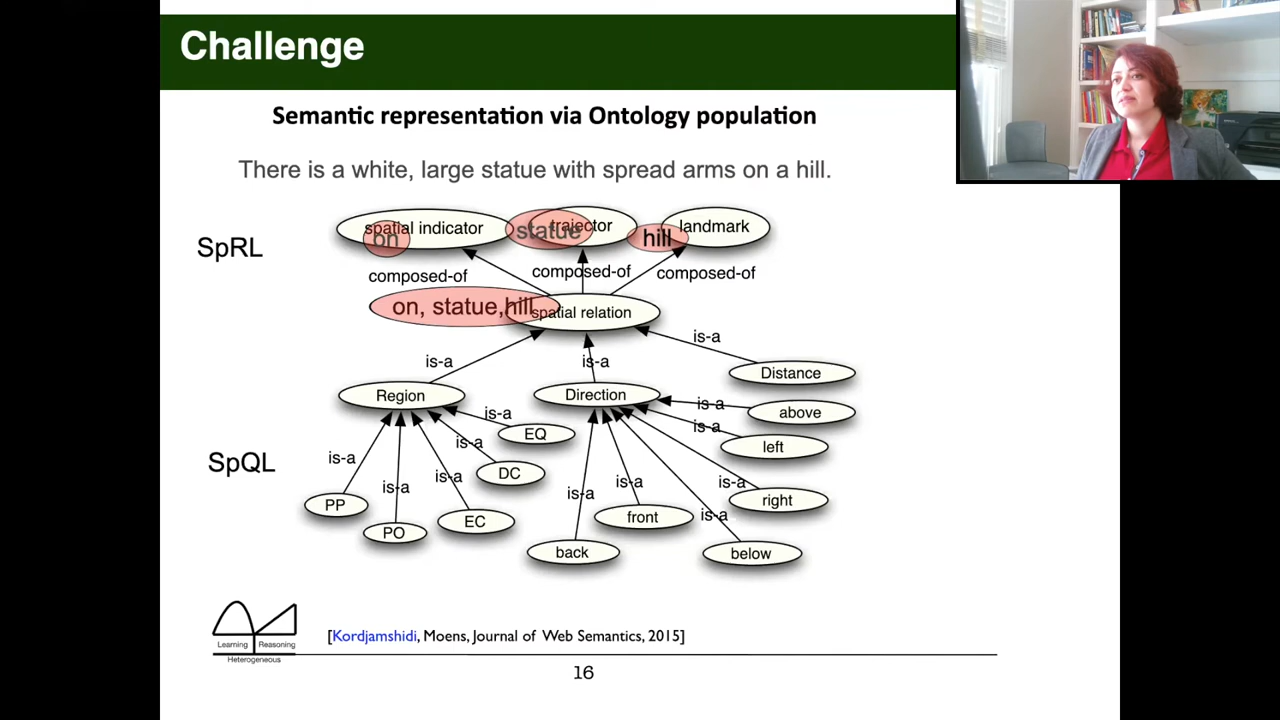 Challenge
Semantic representation via Ontology population
There is a white, large statue with spread arms on a hill.
SpRL
spatial indicator
on
trajector
statue
landmark
hill
composed-of
composed-of
composed-of
on, statue,hill
spatial relation
is-a
is-a
is-a
Distance
Region
Direction
is-a
above
is-a
EQ
is-a
left
SpQL
is-a
is-a
DC
is-a
is-a
is-a
is-a
is-a
right
PP
PO
EC
front
is-a
back
below
Learning
Reasoning
Heterogeneous
[Kordjamshidi, Moens, Journal of Web Semantics, 2015]
16